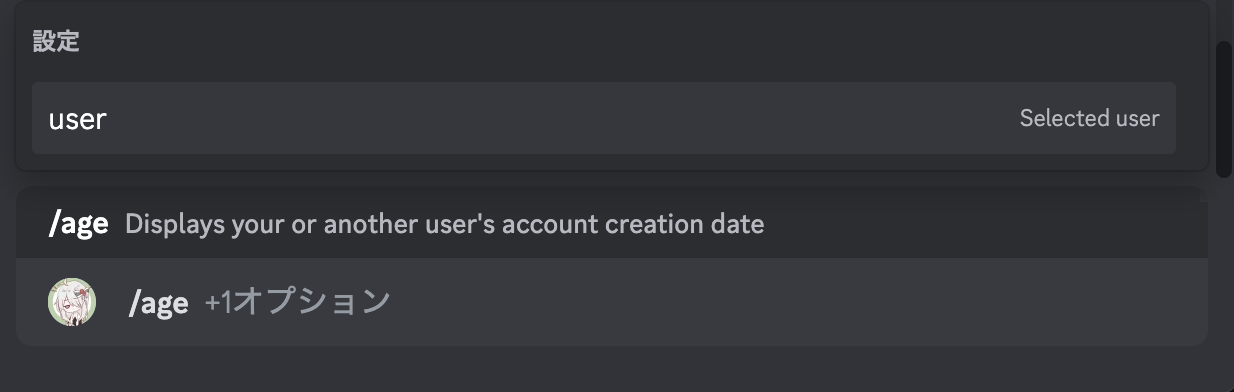 設定
user Selected user
/age Displays your or another user's account creation date
/age +1オプション